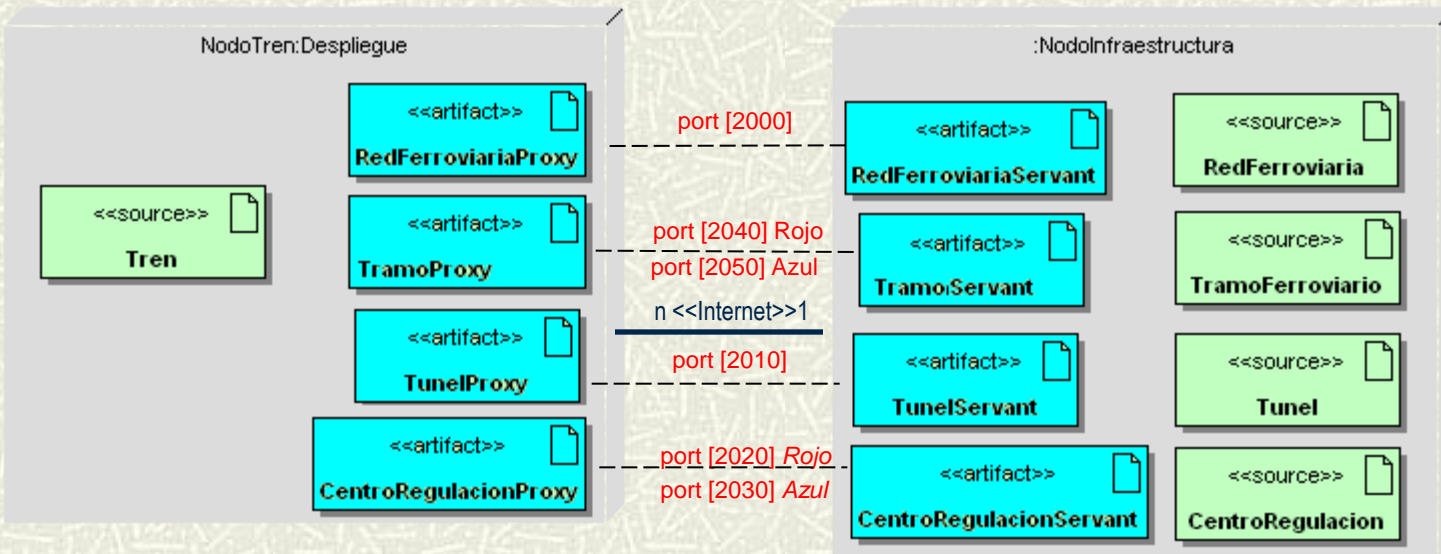 NodoTren:Despliegue
<<source>>
Tren
<<artifact>>
RedFerroviariaProxy
<<artifact>>
TramoProxy
<<artifact>>
TunelProxy
<<artifact>>
CentroRegulacionProxy
port [2000]
port [2040] Rojo
port [2050] Azul
n <<Internet>>1
port [2010]
port [2020] Rojo
port [2030] Azul
:NodoInfraestructura
<<artifact>>
RedFerroviariaServant
<<artifact>>
TramoServant
<<artifact>>
TunelServant
<<artifact>>
CentroRegulacionServant
<<source>>
RedFerroviaria
<<source>>
TramoFerroviario
<<source>>
Tunel
<<source>>
CentroRegulacion